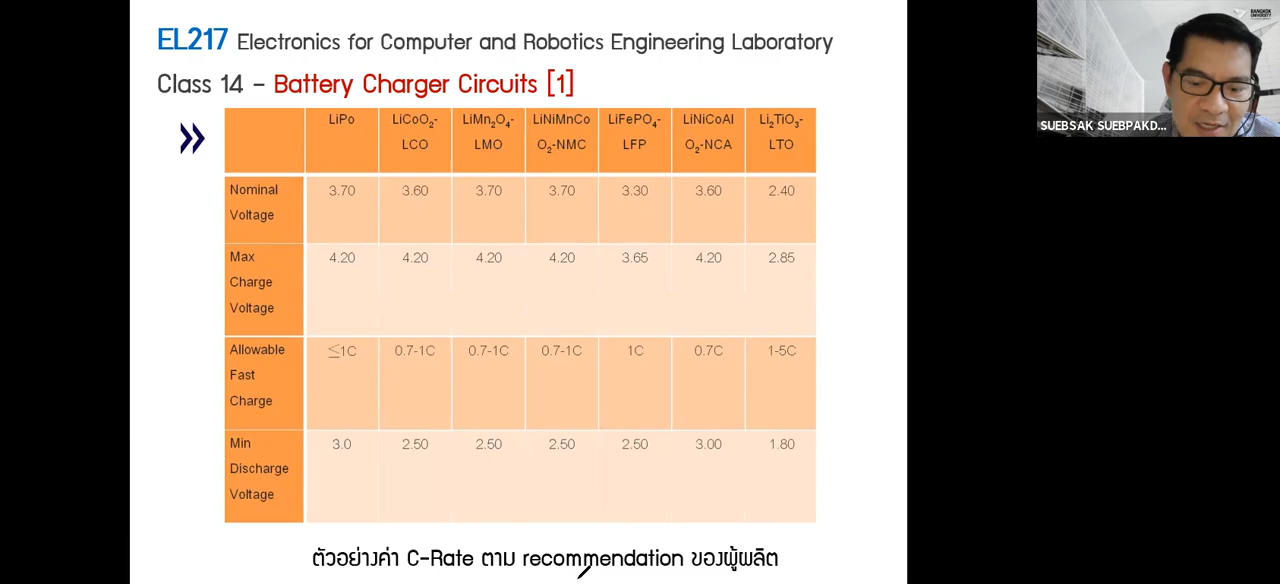 EL217 Electronics for Computer and Robotics Engineering Laboratory
Class 14 – Battery Charger Circuits [1]
BANGKOK
UNIVERSITY
SUEBSAK SUEBPAKD...
»
LiPo LiCoO₂-LCO LiMn₂O₄-LMO LiNiMnCoO₂-NMC LiFePO₄-LFP LiNiCoAlO₂-NCA Li₂TiO₃-LTO
Nominal Voltage 3.70 3.60 3.70 3.70 3.30 3.60 2.40
Max Charge Voltage 4.20 4.20 4.20 4.20 3.65 4.20 2.85
Allowable Fast Charge ≤1C 0.7-1C 0.7-1C 0.7-1C 1C 0.7C 1-5C
Min Discharge Voltage 3.0 2.50 2.50 2.50 2.50 3.00 1.80
ตัวอย่างค่า C-Rate ตาม recommendation ของผู้ผลิต